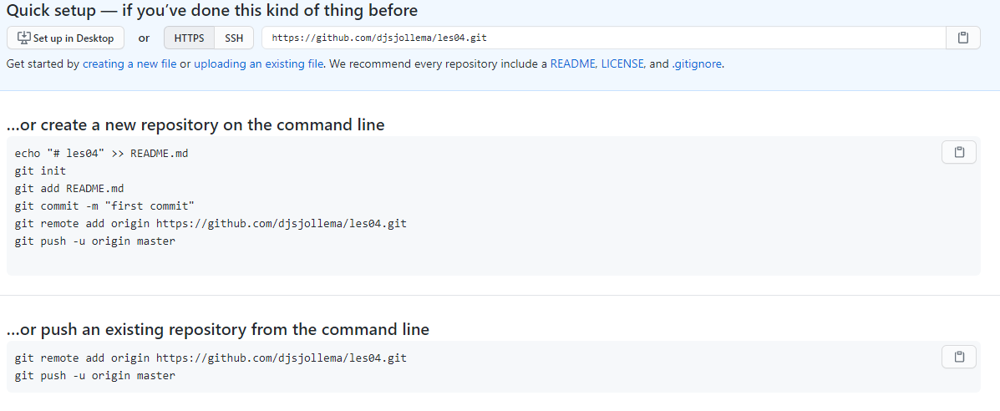 Quick setup — if you’ve done this kind of thing before
Set up in Desktop or HTTPS SSH https://github.com/djsjollema/les04.git
Get started by creating a new file or uploading an existing file. We recommend every repository include a README, LICENSE, and .gitignore.
…or create a new repository on the command line
echo "# les04" >> README.md
git init
git add README.md
git commit -m "first commit"
git remote add origin https://github.com/djsjollema/les04.git
git push -u origin master
…or push an existing repository from the command line
git remote add origin https://github.com/djsjollema/les04.git
git push -u origin master